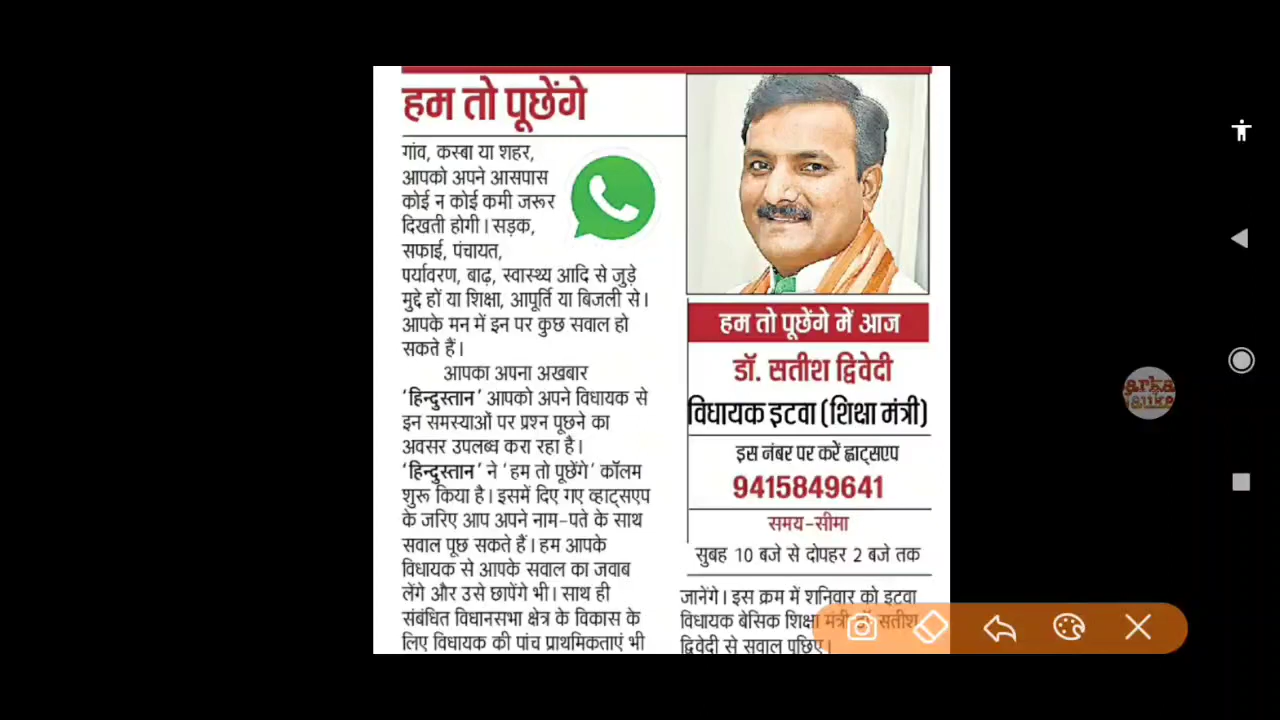 हम तो पूछेंगे
गांव, कस्बा या शहर,
आपको अपने आसपास
कोई न कोई कमी जरूर
दिखती होगी। सड़क,
सफाई, पंचायत,
पर्यावरण, बाढ़, स्वास्थ्य आदि से जुड़े
मुद्दे हों या शिक्षा, आपूर्ति या बिजली से।
आपके मन में इन पर कुछ सवाल हो
सकते हैं।
आपका अपना अखबार
'हिन्दुस्तान' आपको अपने विधायक से
इन समस्याओं पर प्रश्न पूछने का
अवसर उपलब्ध करा रहा है।
'हिन्दुस्तान' ने 'हम तो पूछेंगे' कॉलम
शुरू किया है। इसमें दिए गए व्हाट्सएप
के जरिए आप अपने नाम-पते के साथ
सवाल पूछ सकते हैं। हम आपके
विधायक से आपके सवाल का जवाब
लेंगे और उसे छापेंगे भी। साथ ही
संबंधित विधानसभा क्षेत्र के विकास के
लिए विधायक की पांच प्राथमिकताएं भी
हम तो पूछेंगे में आज
डॉ. सतीश द्विवेदी
विधायक इटवा (शिक्षा मंत्री)
इस नंबर पर करें ह्वाट्सएप
9415849641
समय-सीमा
सुबह 10 बजे से दोपहर 2 बजे तक
जानेंगे। इस क्रम में शनिवार को इटवा
विधायक बेसिक शिक्षा मंत्री डॉ सतीश
द्विवेदी से सवाल पूछिए।